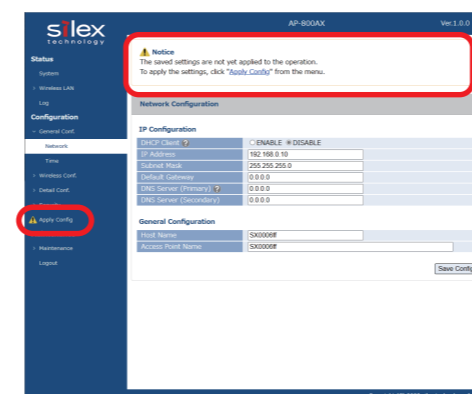 silex
technology
AP-800AX
Ver.1.0.0
Status
System
› Wireless LAN
Log
Configuration
− General Conf.
Network
Time
› Wireless Conf.
› Detail Conf.
Apply Config
› Maintenance
Logout
Notice
The saved settings are not yet applied to the operation.
To apply the settings, click "Apply Config" from the menu.
Network Configuration
IP Configuration
DHCP Client ? ENABLE DISABLE
IP Address 192.168.0.10
Subnet Mask 255.255.255.0
Default Gateway 0.0.0.0
DNS Server (Primary) ? 0.0.0.0
DNS Server (Secondary) 0.0.0.0
General Configuration
Host Name SX0006ff
Access Point Name SX0006ff
Save Config